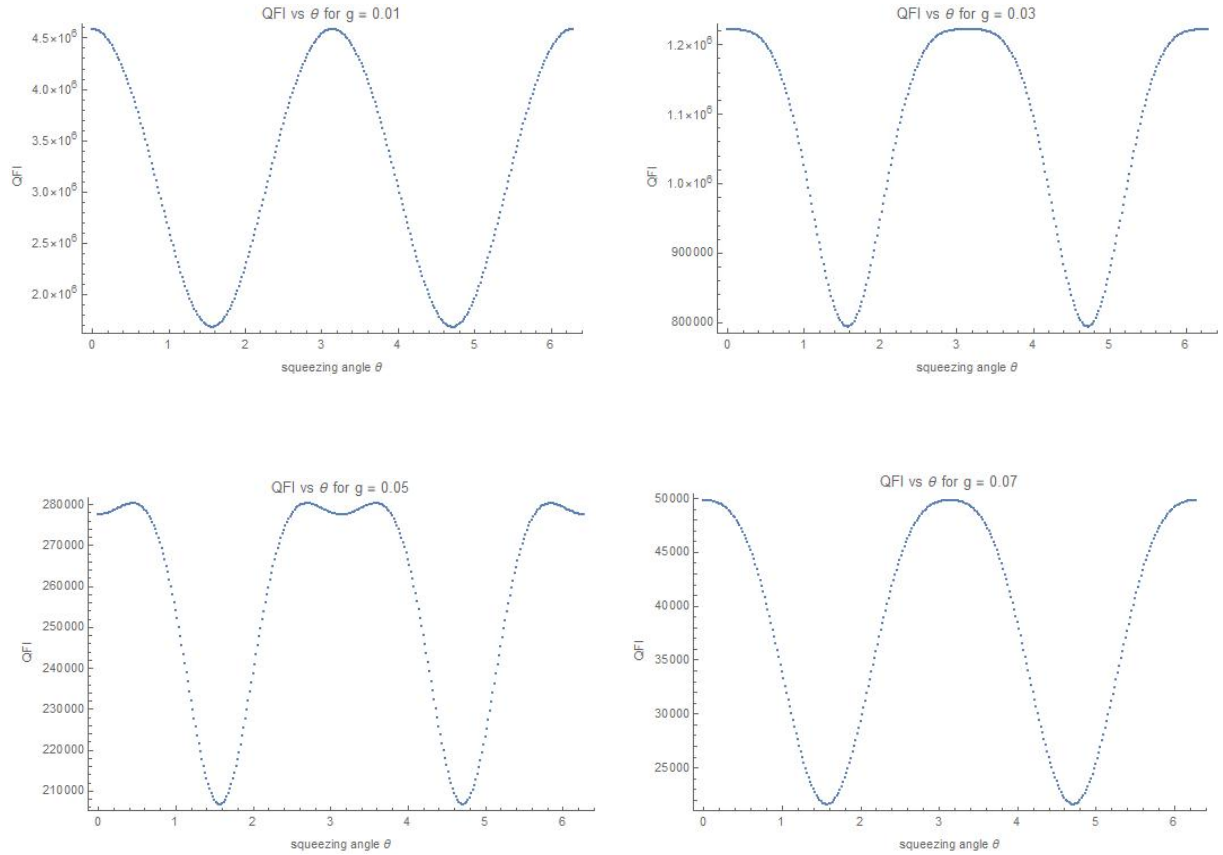 QFI vs θ for g = 0.01
4.5×10⁶
4.0×10⁶
3.5×10⁶
3.0×10⁶
2.5×10⁶
2.0×10⁶
QFI
0 1 2 3 4 5 6
squeezing angle θ
QFI vs θ for g = 0.03
1.2×10⁶
1.1×10⁶
1.0×10⁶
900000
800000
QFI
0 1 2 3 4 5 6
squeezing angle θ
QFI vs θ for g = 0.05
280000
270000
260000
250000
240000
230000
220000
210000
QFI
0 1 2 3 4 5 6
squeezing angle θ
QFI vs θ for g = 0.07
50000
45000
40000
35000
30000
25000
QFI
0 1 2 3 4 5 6
squeezing angle θ